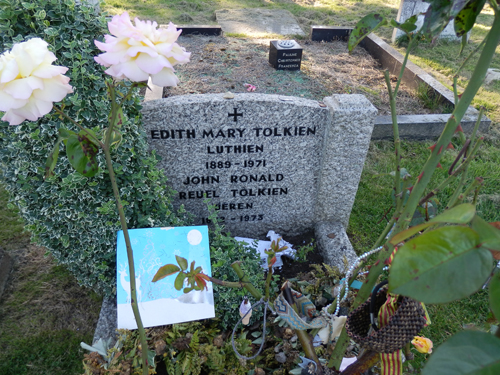 EDITH MARY TOLKIEN
LUTHIEN
1889 - 1971
JOHN RONALD
REUEL TOLKIEN
BEREN
1892 - 1973